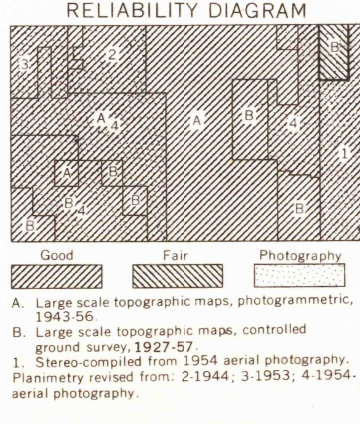 RELIABILITY DIAGRAM
3 2 B
A 4 A B 4 1
A B
B 4 B B
B
Good Fair Photography
A. Large scale topographic maps, photogrammetric,
1943-56.
B. Large scale topographic maps, controlled
ground survey, 1927-57.
1. Stereo-compiled from 1954 aerial photography.
Planimetry revised from: 2-1944; 3-1953; 4-1954-
aerial photography.